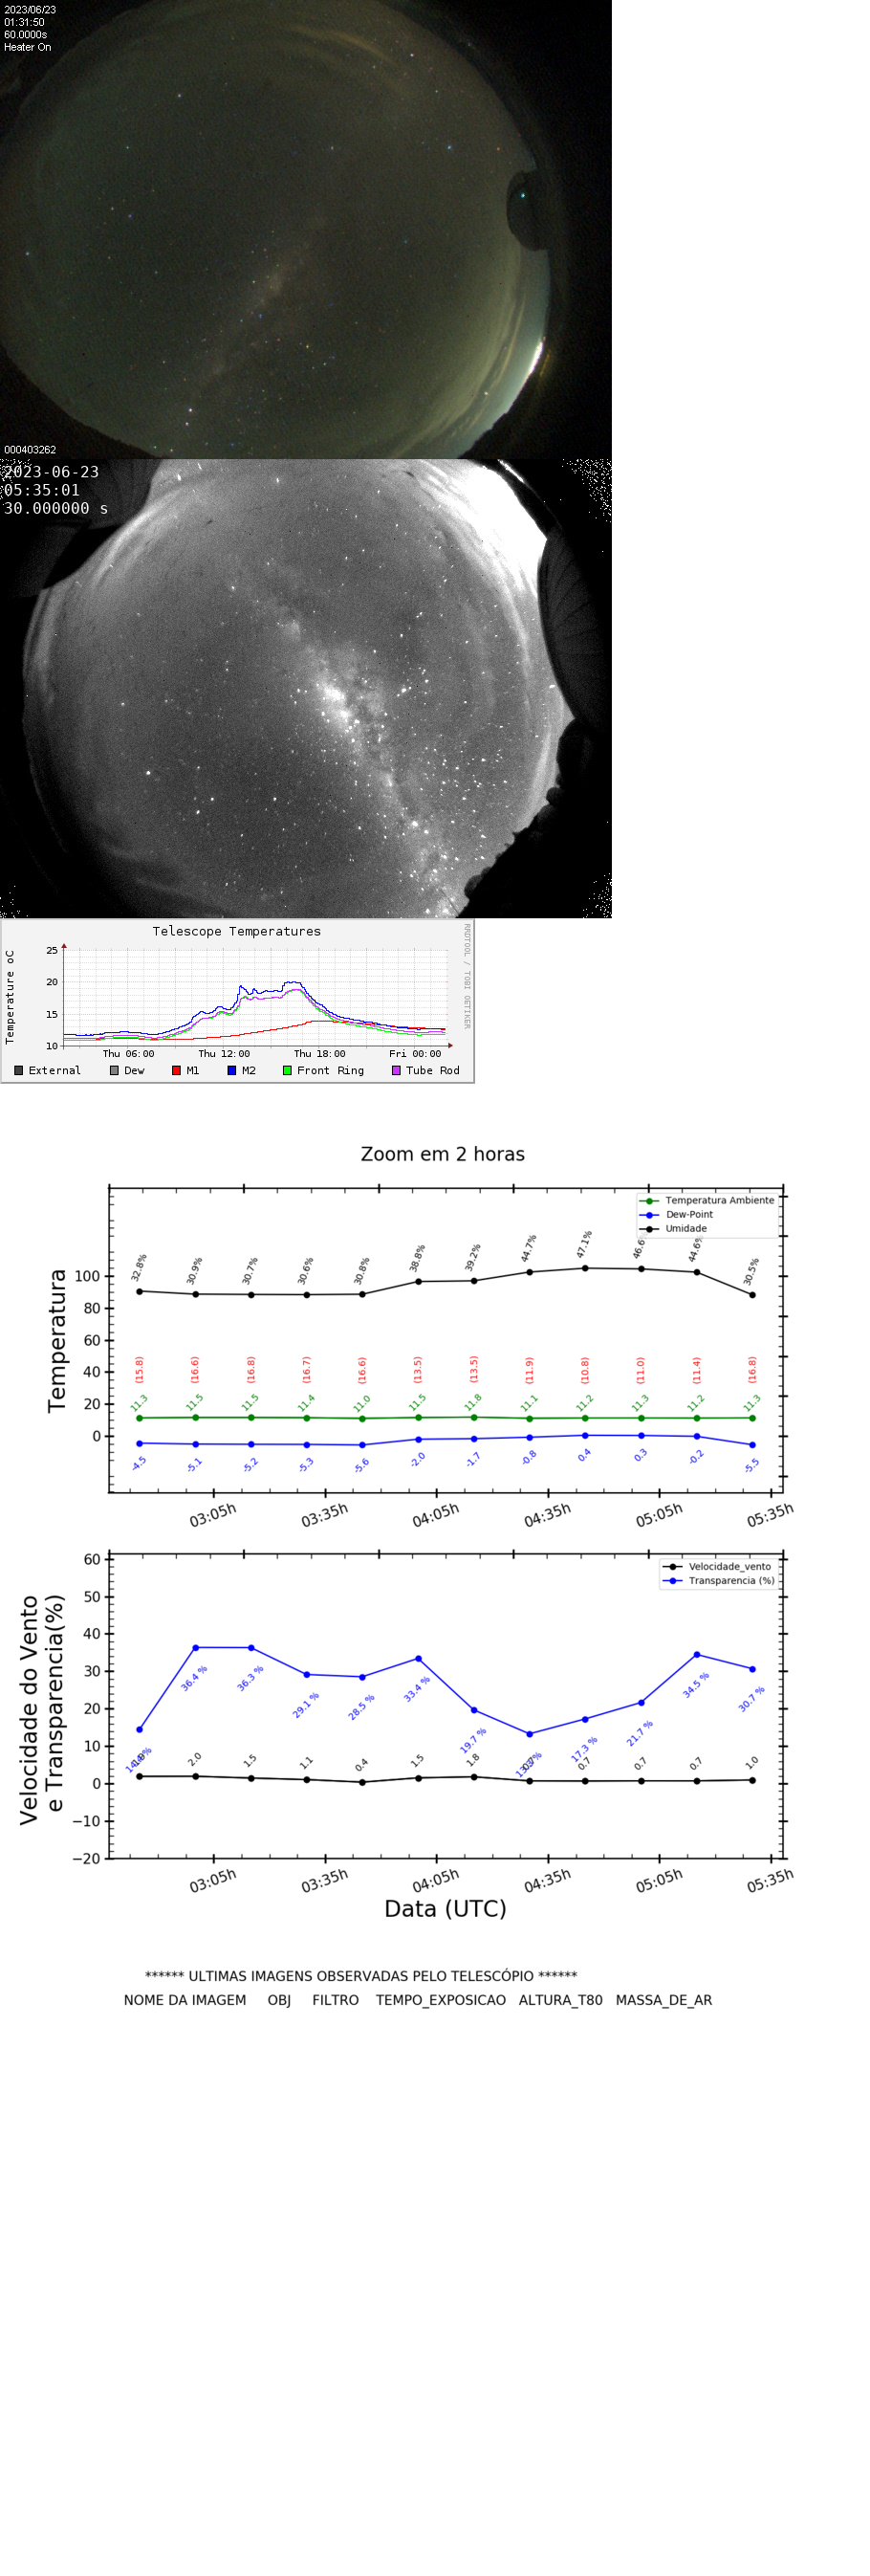 2023/06/23
01:31:50
60.0000s
Heater On
000403262
2023-06-23
05:35:01
30.000000 s
Telescope Temperatures
RRDTOOL / TOBI OETIKER
Temperature oC
25
20
15
10
Thu 06:00 Thu 12:00 Thu 18:00 Fri 00:00
External Dew M1 M2 Front Ring Tube Rod
Zoom em 2 horas
Temperatura Ambiente
Dew-Point
Umidade
Temperatura
100
80
60
40
20
0
32.8% 30.9% 30.7% 30.6% 30.8% 38.8% 39.2% 44.7% 47.1% 46.6 44.6%
30.5%
(15.8) (16.6) (16.8) (16.7) (16.6) (13.5) (13.5) (11.9) (10.8) (11.0) (11.4) (16.8)
11.3 11.5 11.5 11.4 11.0 11.5 11.8 11.1 11.2 11.3 11.2 11.3
-4.5 -5.1 -5.2 -5.3 -5.6 -2.0 -1.7 -0.8 0.4 0.3 -0.2 -5.5
03:05h 03:35h 04:05h 04:35h 05:05h 05:35h
Velocidade_vento
Transparencia (%)
Velocidade do Vento
e Transparencia(%)
60
50
40
30
20
10
0
−10
−20
36.4 % 36.3 % 29.1 % 28.5 % 33.4 % 19.7 % 17.3 % 21.7 % 34.5 % 30.7 %
2.0 1.5 1.1 0.4 1.5 1.8 0.7 0.7 0.7 1.0
03:05h 03:35h 04:05h 04:35h 05:05h 05:35h
Data (UTC)
****** ULTIMAS IMAGENS OBSERVADAS PELO TELESCÓPIO ******
NOME DA IMAGEM OBJ FILTRO TEMPO_EXPOSICAO ALTURA_T80 MASSA_DE_AR